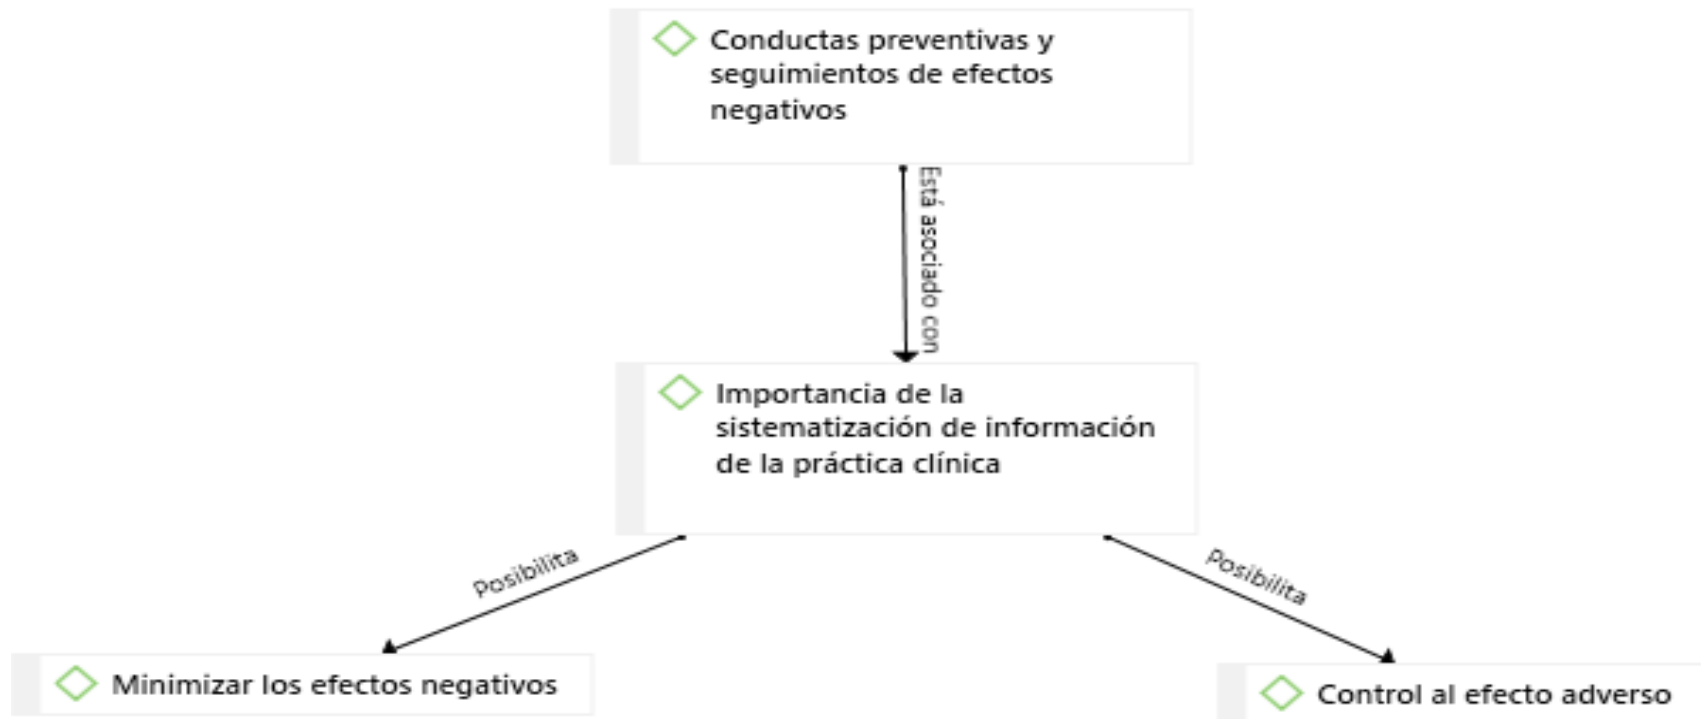 Conductas preventivas y
seguimientos de efectos
negativos
Está asociado con
Importancia de la
sistematización de información
de la práctica clínica
Posibilita
Posibilita
Minimizar los efectos negativos
Control al efecto adverso